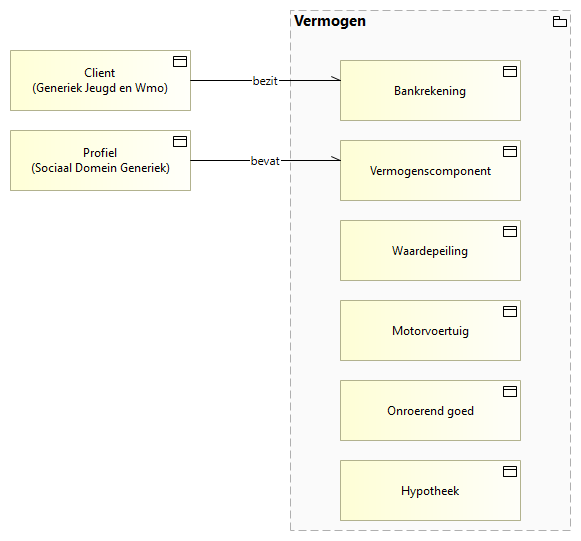 Vermogen
Client
(Generiek Jeugd en Wmo)
bezit
Bankrekening
Profiel
(Sociaal Domein Generiek)
bevat
Vermogenscomponent
Waardepeiling
Motorvoertuig
Onroerend goed
Hypotheek